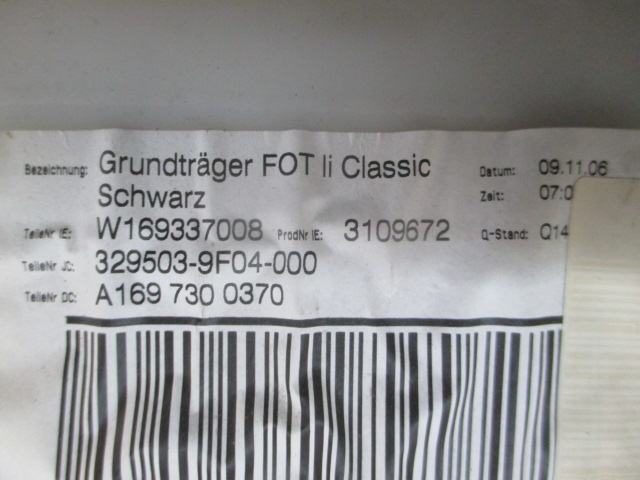 Bezeichnung: Grundträger FOT li Classic Datum: 09.11.06
Schwarz Zeit: 07:0
TeileNr IE: W169337008 ProdNr IE: 3109672 Q-Stand: Q14
TeileNr JC: 329503-9F04-000
TeileNr DC: A169 730 0370